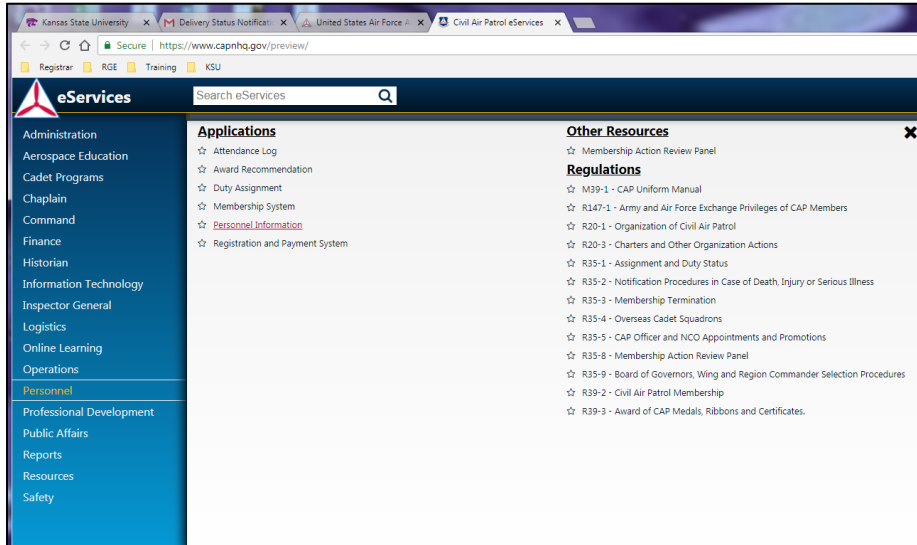 Kansas State University
Delivery Status Notificatio
United States Air Force A
Civil Air Patrol eServices
Secure | https://www.capnhq.gov/preview/
Registrar RGE Training KSU
eServices
Search eServices
Administration
Aerospace Education
Cadet Programs
Chaplain
Command
Finance
Historian
Information Technology
Inspector General
Logistics
Online Learning
Operations
Personnel
Professional Development
Public Affairs
Reports
Resources
Safety
Applications
Attendance Log
Award Recommendation
Duty Assignment
Membership System
Personnel Information
Registration and Payment System
Other Resources
Membership Action Review Panel
Regulations
M39-1 - CAP Uniform Manual
R147-1 - Army and Air Force Exchange Privileges of CAP Members
R20-1 - Organization of Civil Air Patrol
R20-3 - Charters and Other Organization Actions
R35-1 - Assignment and Duty Status
R35-2 - Notification Procedures in Case of Death, Injury or Serious Illness
R35-3 - Membership Termination
R35-4 - Overseas Cadet Squadrons
R35-5 - CAP Officer and NCO Appointments and Promotions
R35-8 - Membership Action Review Panel
R35-9 - Board of Governors, Wing and Region Commander Selection Procedures
R39-2 - Civil Air Patrol Membership
R39-3 - Award of CAP Medals, Ribbons and Certificates.